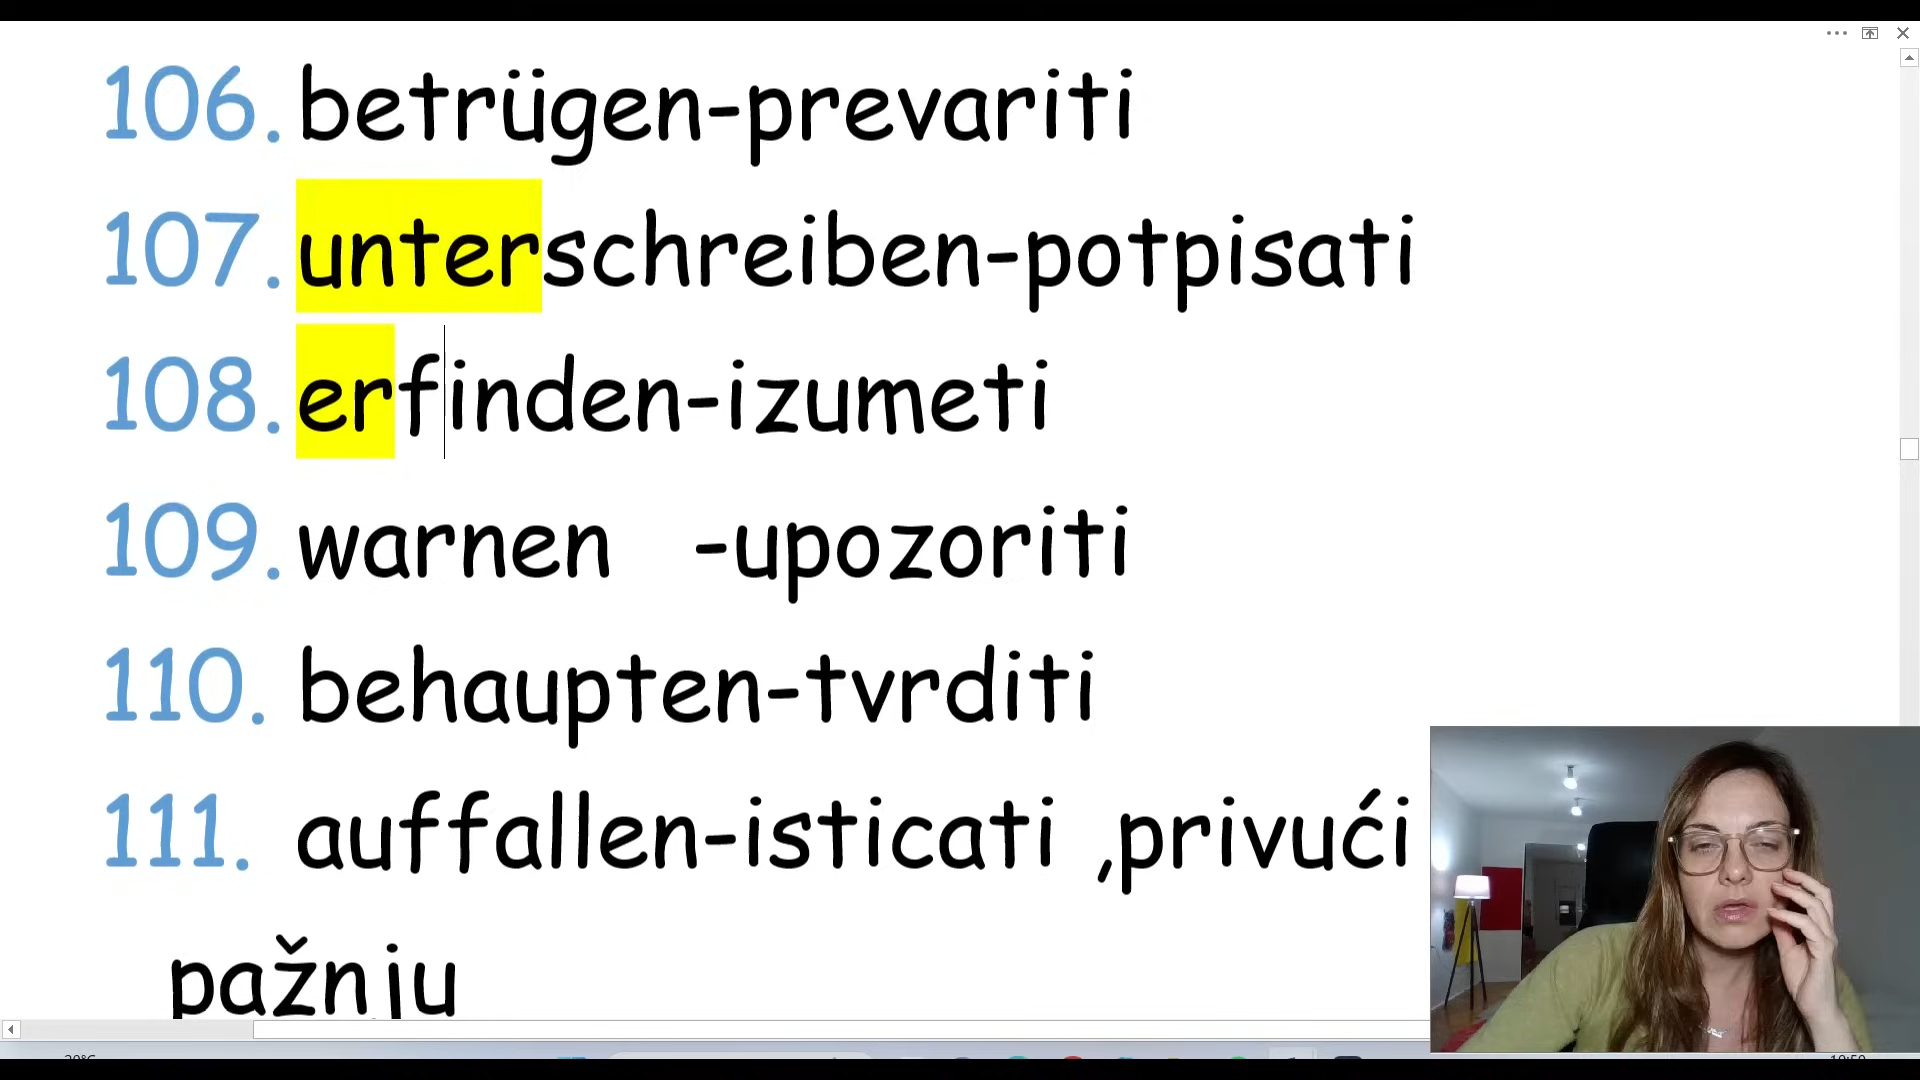 106. betrügen-prevariti
107. unterschreiben-potpisati
108. erfinden-izumeti
109. warnen -upozoriti
110. behaupten-tvrditi
111. auffallen-isticati ,privući
pažnju